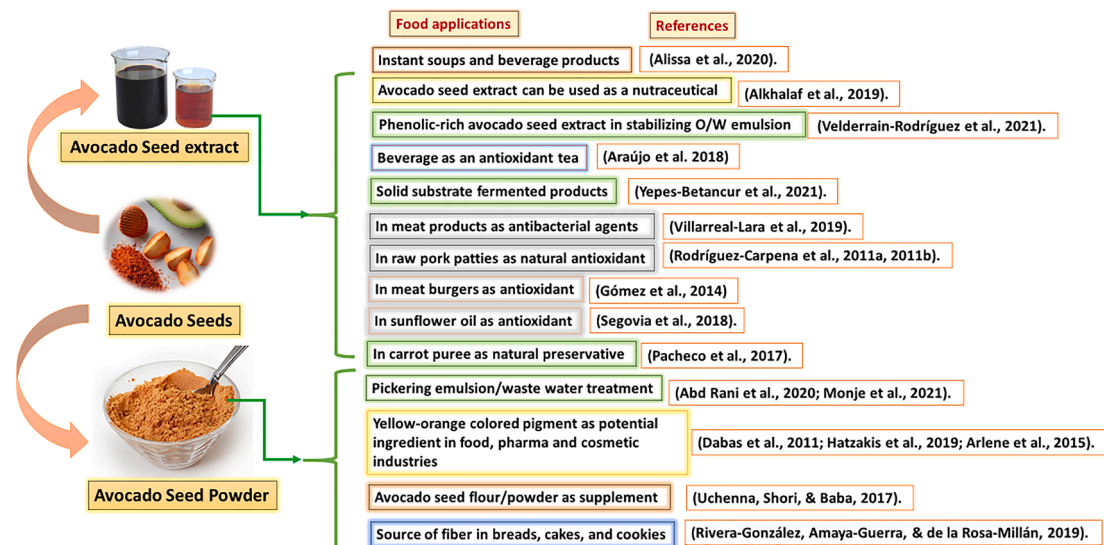 Food applications
References
Instant soups and beverage products
(Alissa et al., 2020).
Avocado seed extract can be used as a nutraceutical
(Alkhalaf et al., 2019).
Phenolic-rich avocado seed extract in stabilizing O/W emulsion
(Velderrain-Rodríguez et al., 2021).
Avocado Seed extract
Beverage as an antioxidant tea
(Araújo et al. 2018)
Solid substrate fermented products
(Yepes-Betancur et al., 2021).
In meat products as antibacterial agents
(Villarreal-Lara et al., 2019).
In raw pork patties as natural antioxidant
(Rodríguez-Carpena et al., 2011a, 2011b).
In meat burgers as antioxidant
(Gómez et al., 2014)
Avocado Seeds
In sunflower oil as antioxidant
(Segovia et al., 2018).
In carrot puree as natural preservative
(Pacheco et al., 2017).
Pickering emulsion/waste water treatment
(Abd Rani et al., 2020; Monje et al., 2021).
Yellow-orange colored pigment as potential
ingredient in food, pharma and cosmetic
industries
(Dabas et al., 2011; Hatzakis et al., 2019; Arlene et al., 2015).
Avocado Seed Powder
Avocado seed flour/powder as supplement
(Uchenna, Shori, & Baba, 2017).
Source of fiber in breads, cakes, and cookies
(Rivera-González, Amaya-Guerra, & de la Rosa-Millán, 2019).